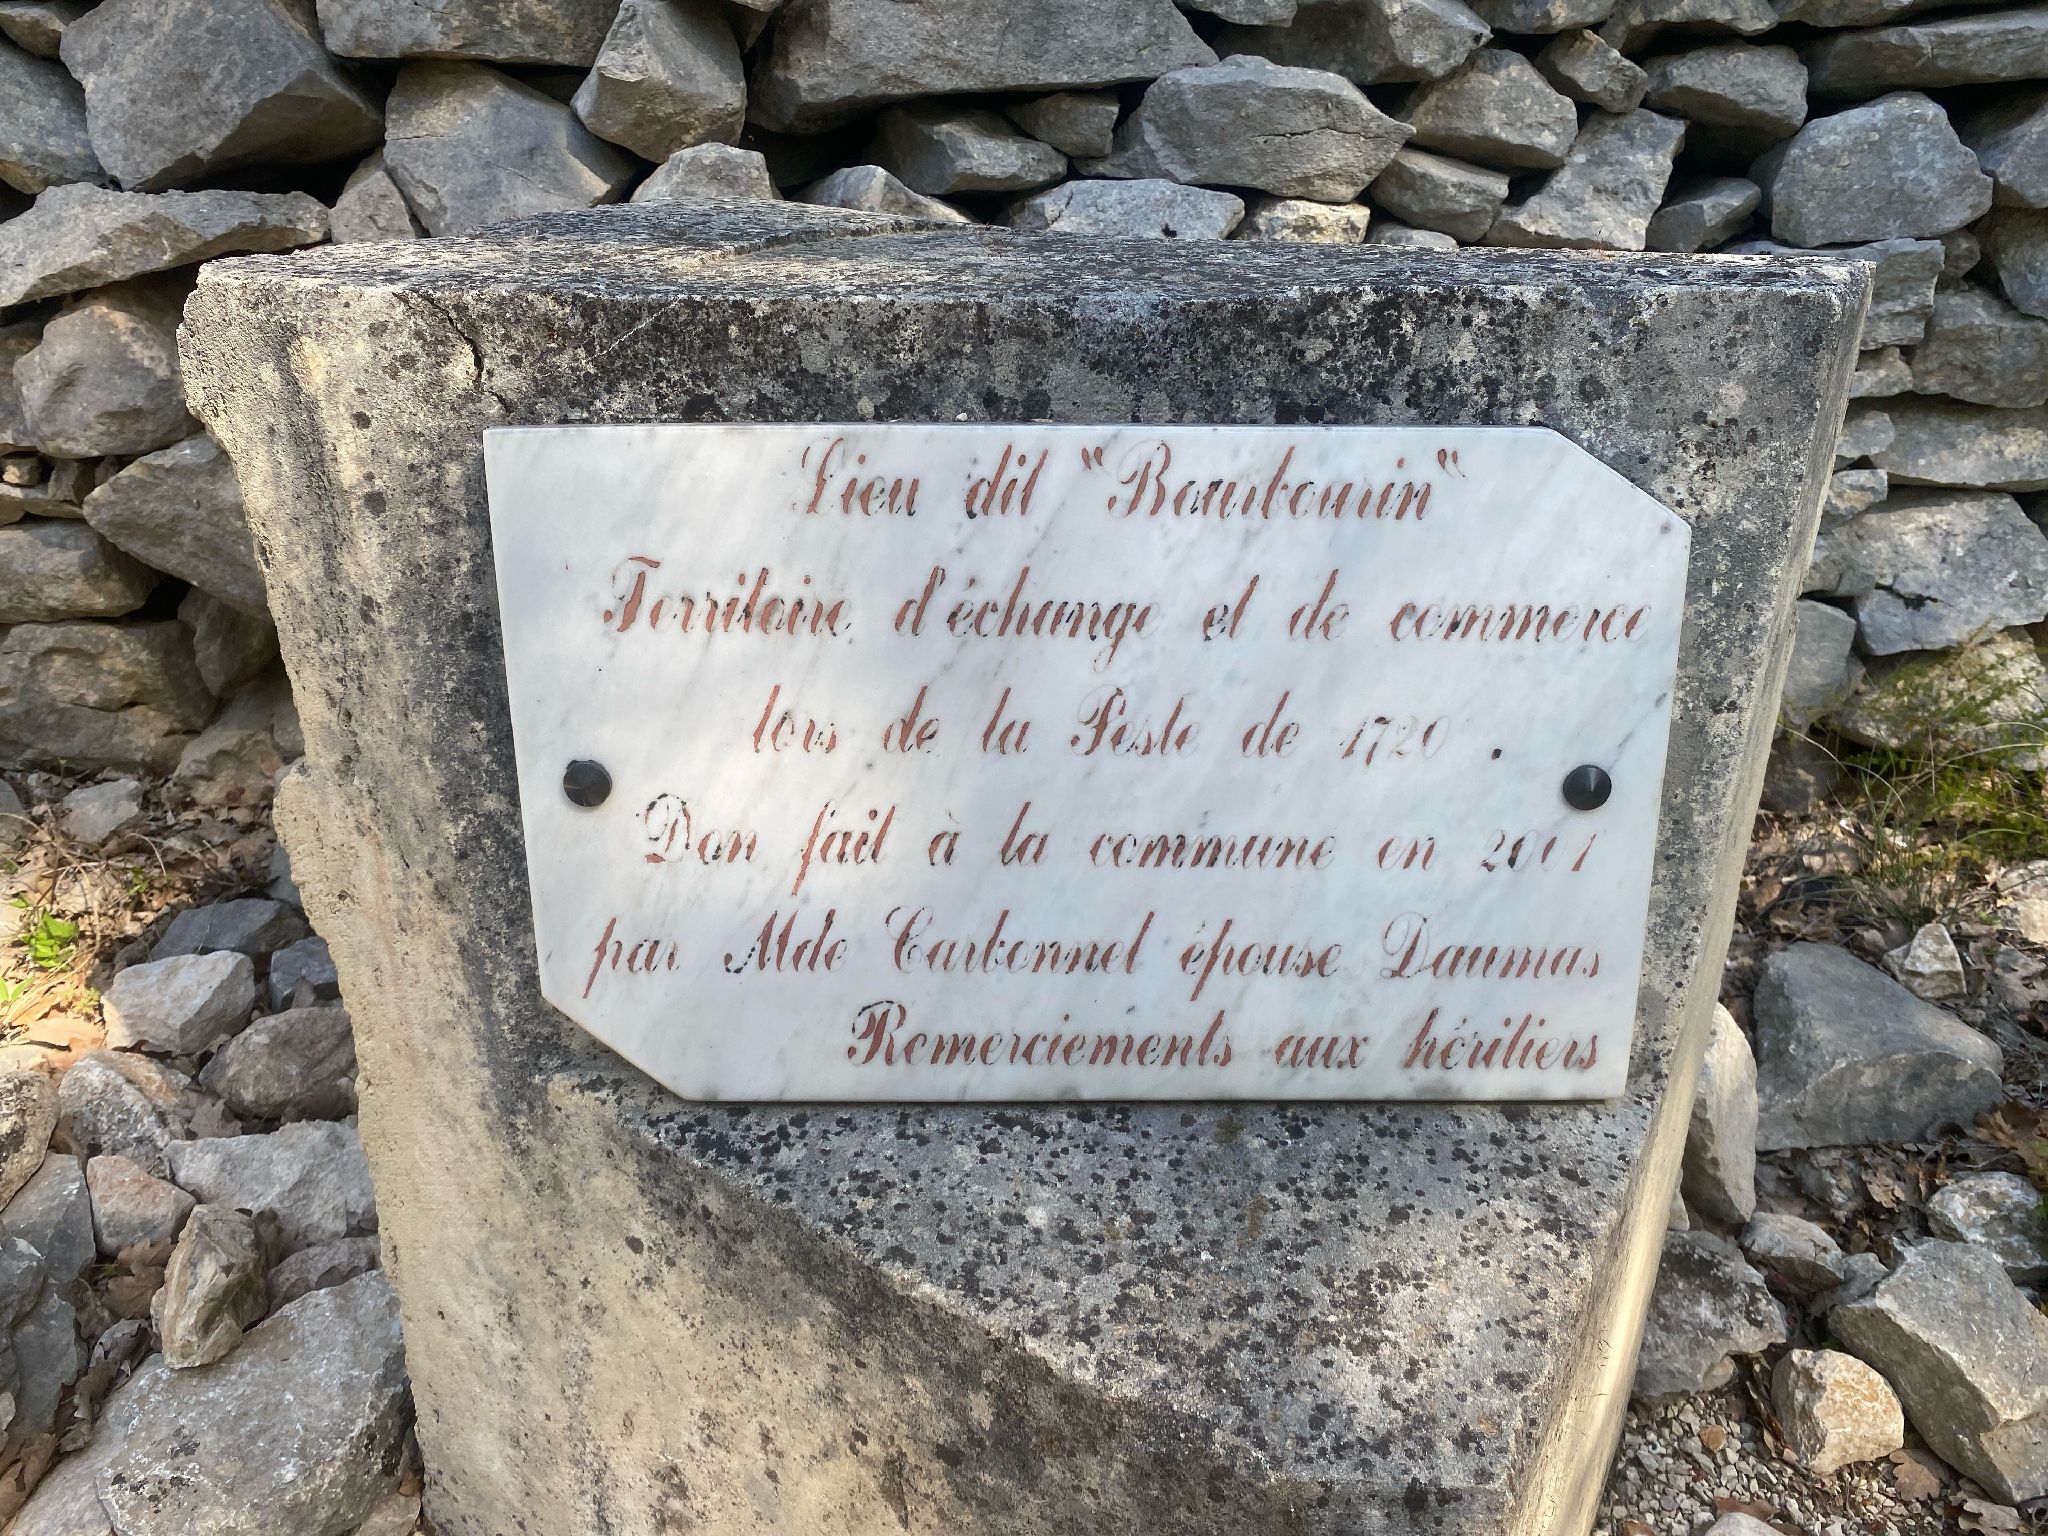 Lieu dit "Bourbourin"
Territoire d'échange et de commerce
lors de la Peste de 1720 .
Don fait à la commune en 2001
par Mde Carbonnel épouse Daumas
Remerciements aux héritiers